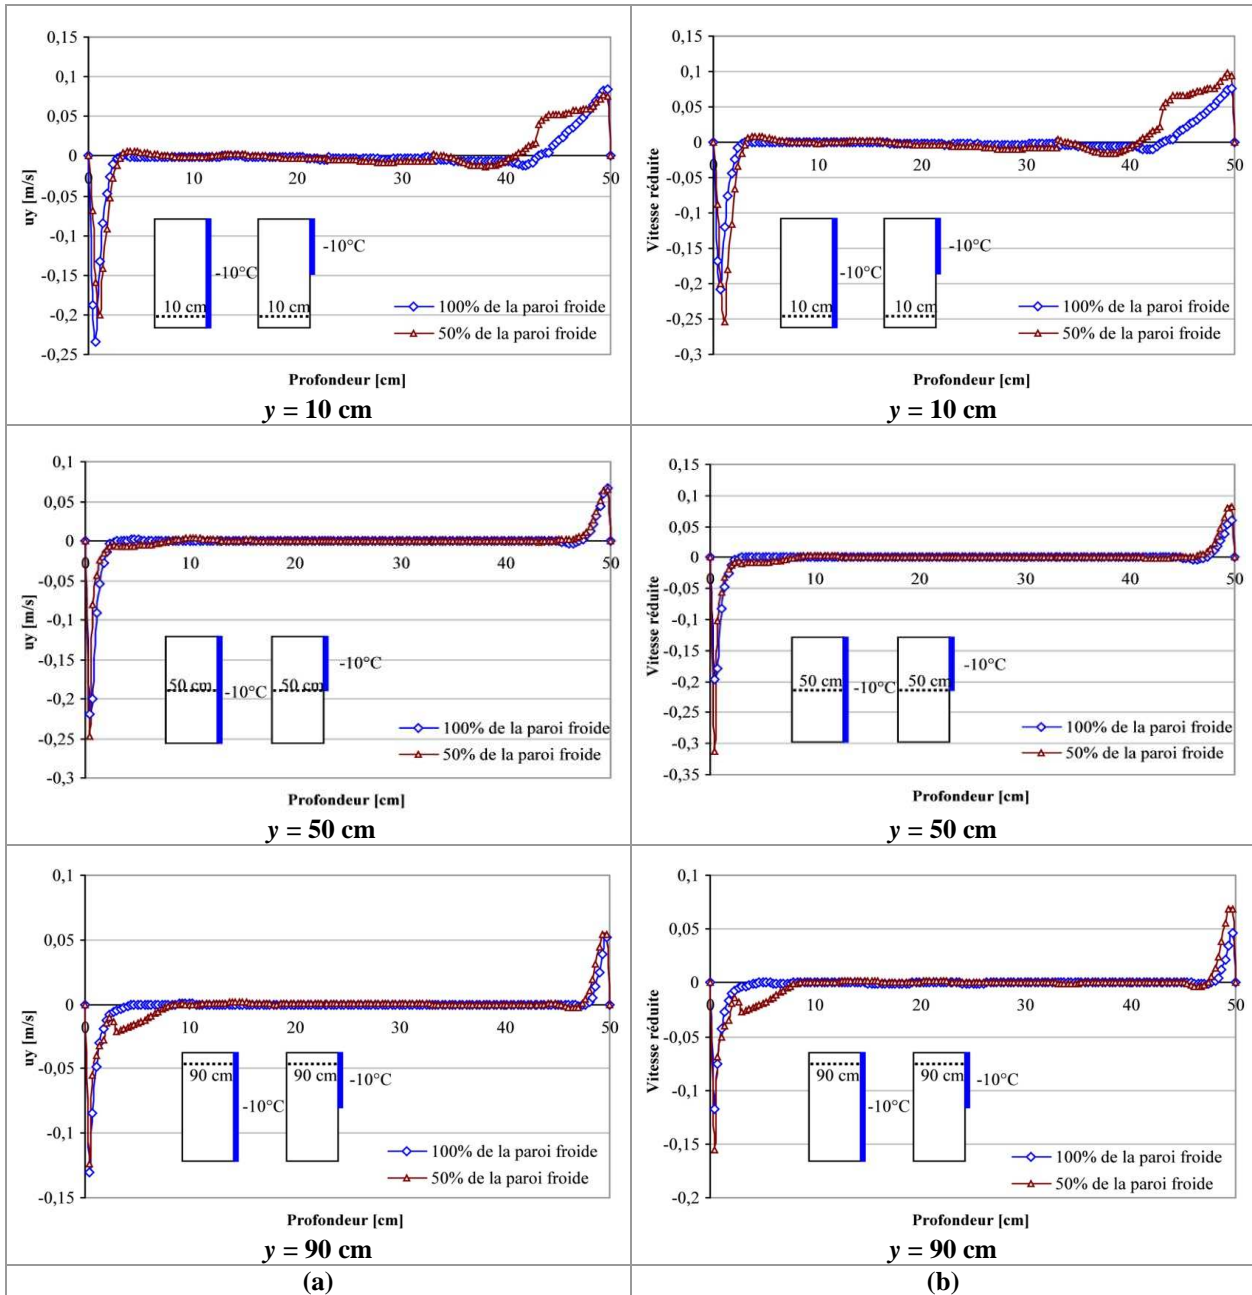 0,15
0,1
0,05
0
-0,05
-0,1
-0,15
-0,2
-0,25
uy [m/s]
10
20
30
40
50
-10°C
-10°C
10 cm
10 cm
100% de la paroi froide
50% de la paroi froide
Profondeur [cm]
y = 10 cm
0,15
0,1
0,05
0
-0,05
-0,1
-0,15
-0,2
-0,25
-0,3
Vitesse réduite
0
10
20
30
40
50
-10°C
-10°C
10 cm
10 cm
100% de la paroi froide
50% de la paroi froide
Profondeur [cm]
y = 10 cm
0,1
0,05
0
-0,05
-0,1
-0,15
-0,2
-0,25
-0,3
uy [m/s]
0
10
20
30
40
50
-10°C
50 cm
-10°C
50 cm
100% de la paroi froide
50% de la paroi froide
Profondeur [cm]
y = 50 cm
0,15
0,1
0,05
0
-0,05
-0,1
-0,15
-0,2
-0,25
-0,3
-0,35
Vitesse réduite
0
10
20
30
40
50
-10°C
50 cm
-10°C
50 cm
100% de la paroi froide
50% de la paroi froide
Profondeur [cm]
y = 50 cm
0,1
0,05
0
-0,05
-0,1
-0,15
uy [m/s]
0
10
20
30
40
50
90 cm
-10°C
90 cm
-10°C
100% de la paroi froide
50% de la paroi froide
Profondeur [cm]
y = 90 cm
0,1
0,05
0
-0,05
-0,1
-0,15
-0,2
Vitesse réduite
0
10
20
30
40
50
90 cm
-10°C
90 cm
-10°C
100% de la paroi froide
50% de la paroi froide
Profondeur [cm]
y = 90 cm
(a)
(b)